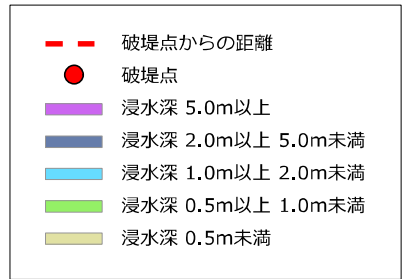 破堤点からの距離
破堤点
浸水深 5.0m以上
浸水深 2.0m以上 5.0m未満
浸水深 1.0m以上 2.0m未満
浸水深 0.5m以上 1.0m未満
浸水深 0.5m未満